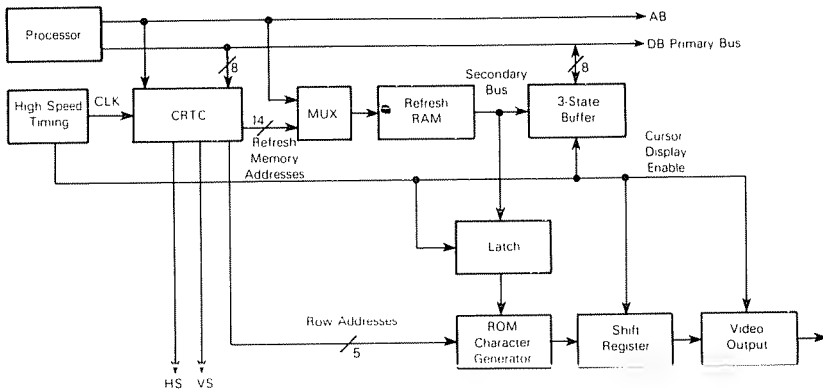 Processor
AB
DB Primary Bus
8
8
High Speed
Timing
CLK
CRTC
14
Refresh
Memory
Addresses
MUX
Refresh
RAM
Secondary
Bus
3-State
Buffer
Cursor
Display
Enable
Latch
Row Addresses
5
ROM
Character
Generator
Shift
Register
Video
Output
HS
VS